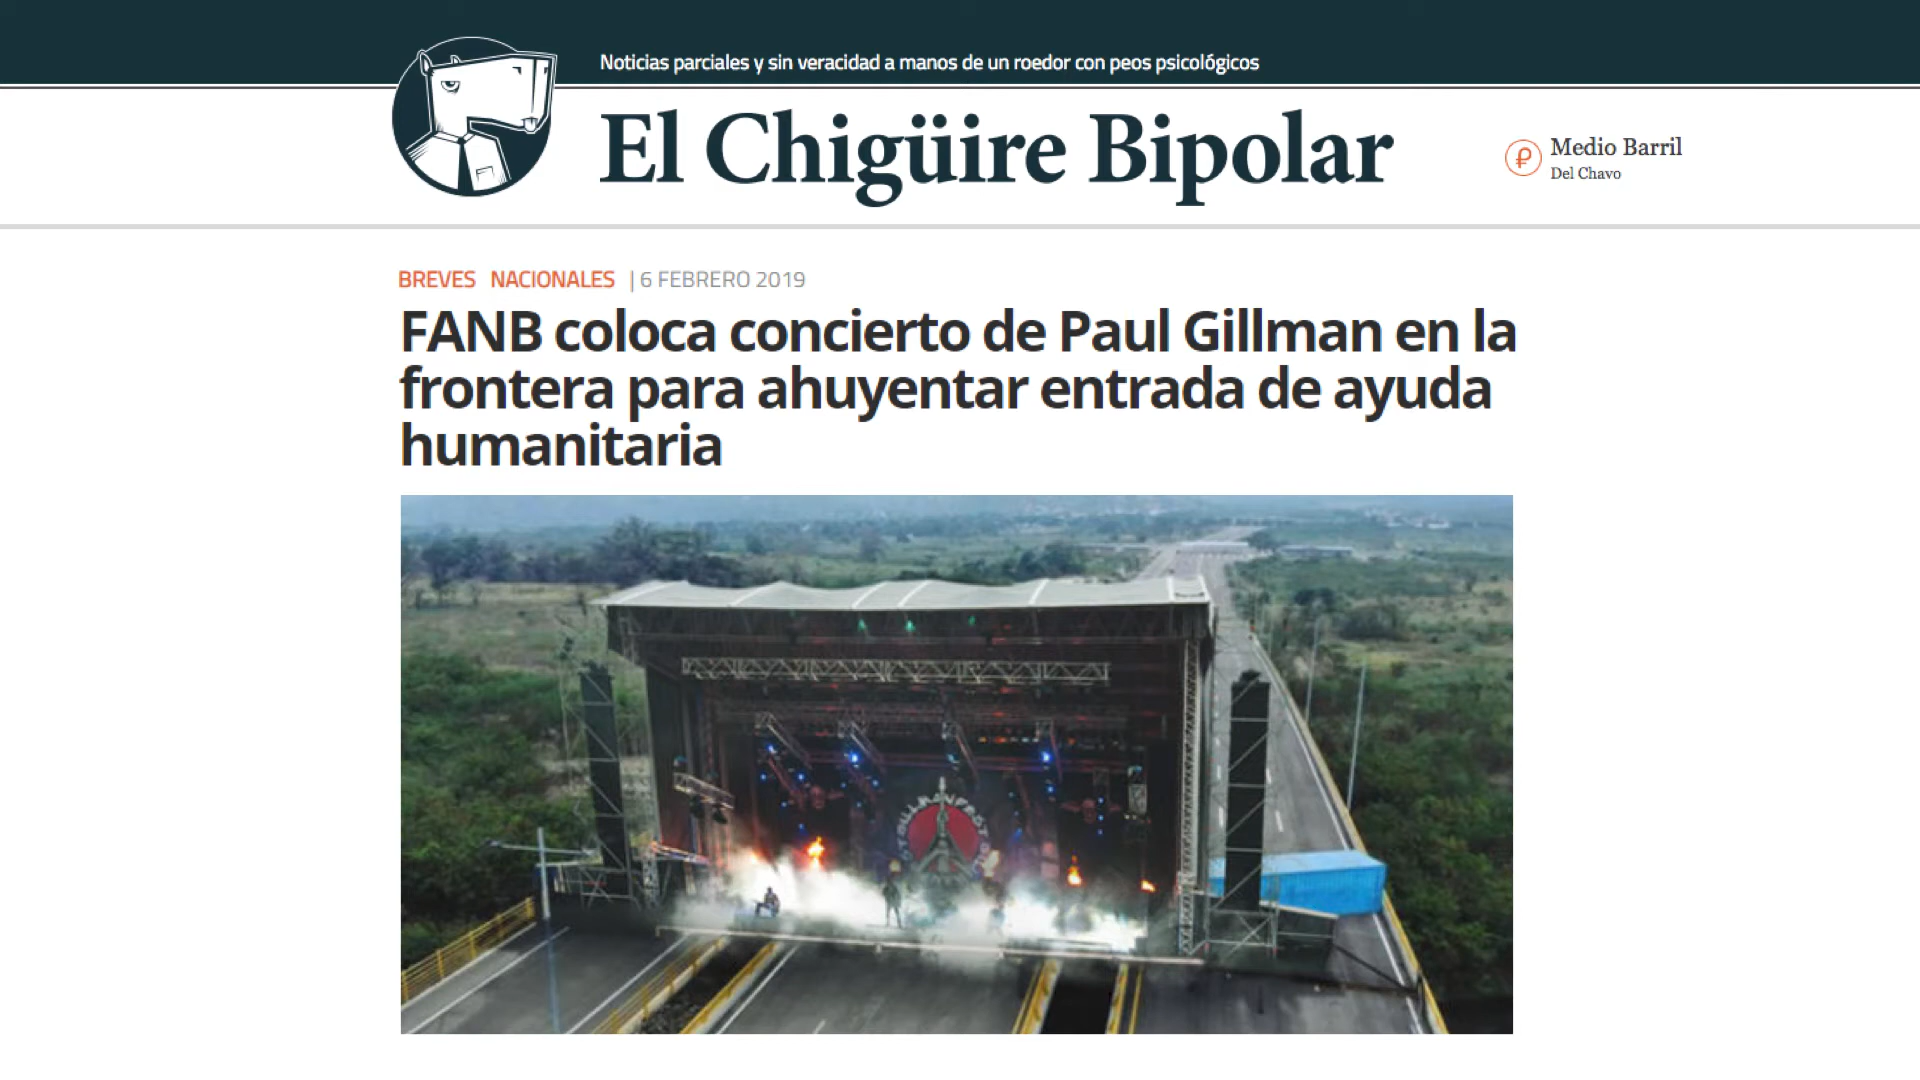 Noticias parciales y sin veracidad a manos de un roedor con peos psicológicos
El Chigüire Bipolar
Medio Barril
Del Chavo
BREVES NACIONALES | 6 FEBRERO 2019
FANB coloca concierto de Paul Gillman en la
frontera para ahuyentar entrada de ayuda
humanitaria